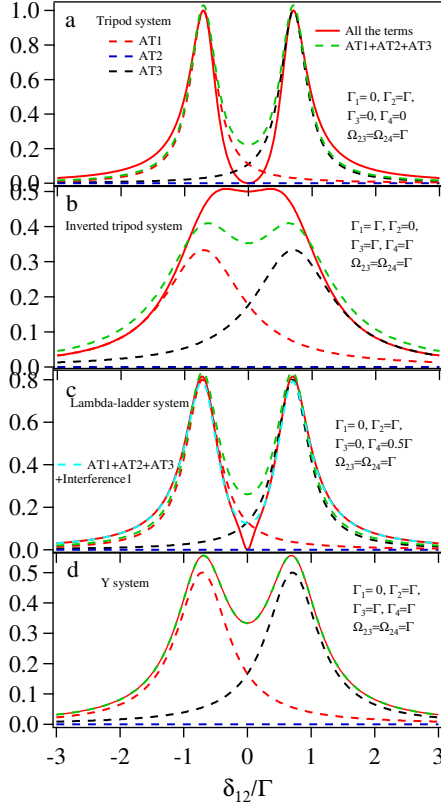 a
Tripod system
AT1
AT2
AT3
All the terms
AT1+AT2+AT3
Γ1= 0, Γ2=Γ,
Γ3=0, Γ4=0
Ω23=Ω24=Γ
1.0
0.8
0.6
0.4
0.2
0.0
b
Inverted tripod system
Γ1= Γ, Γ2=0,
Γ3=Γ, Γ4=Γ
Ω23=Ω24=Γ
0.5
0.4
0.3
0.2
0.1
0.0
c
Lambda-ladder system
AT1+AT2+AT3
+Interference1
Γ1= 0, Γ2=Γ,
Γ3=0, Γ4=0.5Γ
Ω23=Ω24=Γ
0.8
0.6
0.4
0.2
0.0
d
Y system
Γ1= 0, Γ2=Γ,
Γ3=Γ, Γ4=Γ
Ω23=Ω24=Γ
0.5
0.4
0.3
0.2
0.1
0.0
-3 -2 -1 0 1 2 3
δ12/Γ